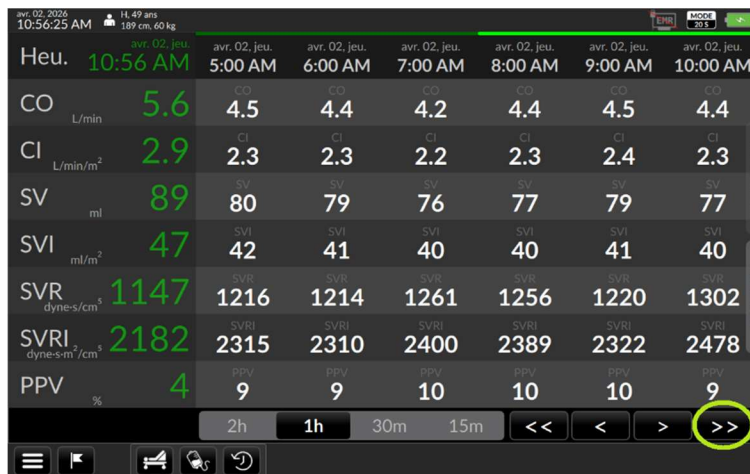 avr. 02, 2026
10:56:25 AM
H, 49 ans
189 cm, 60 kg
EMR
MODE
20 S
Heu.
avr. 02, jeu.
10:56 AM
avr. 02, jeu. avr. 02, jeu. avr. 02, jeu. avr. 02, jeu. avr. 02, jeu. avr. 02, jeu.
5:00 AM 6:00 AM 7:00 AM 8:00 AM 9:00 AM 10:00 AM
CO L/min 5.6
CO CO CO CO CO CO
4.5 4.4 4.2 4.4 4.5 4.4
CI L/min/m² 2.9
CI CI CI CI CI CI
2.3 2.3 2.2 2.3 2.4 2.3
SV ml 89
SV SV SV SV SV SV
80 79 76 77 79 77
SVI ml/m² 47
SVI SVI SVI SVI SVI SVI
42 41 40 40 41 40
SVR dyne-s/cm⁵ 1147
SVR SVR SVR SVR SVR SVR
1216 1214 1261 1256 1220 1302
SVRI dyne-s-m²/cm⁵ 2182
SVRI SVRI SVRI SVRI SVRI SVRI
2315 2310 2400 2389 2322 2478
PPV % 4
PPV PPV PPV PPV PPV PPV
9 9 10 10 10 9
2h 1h 30m 15m << < > >>